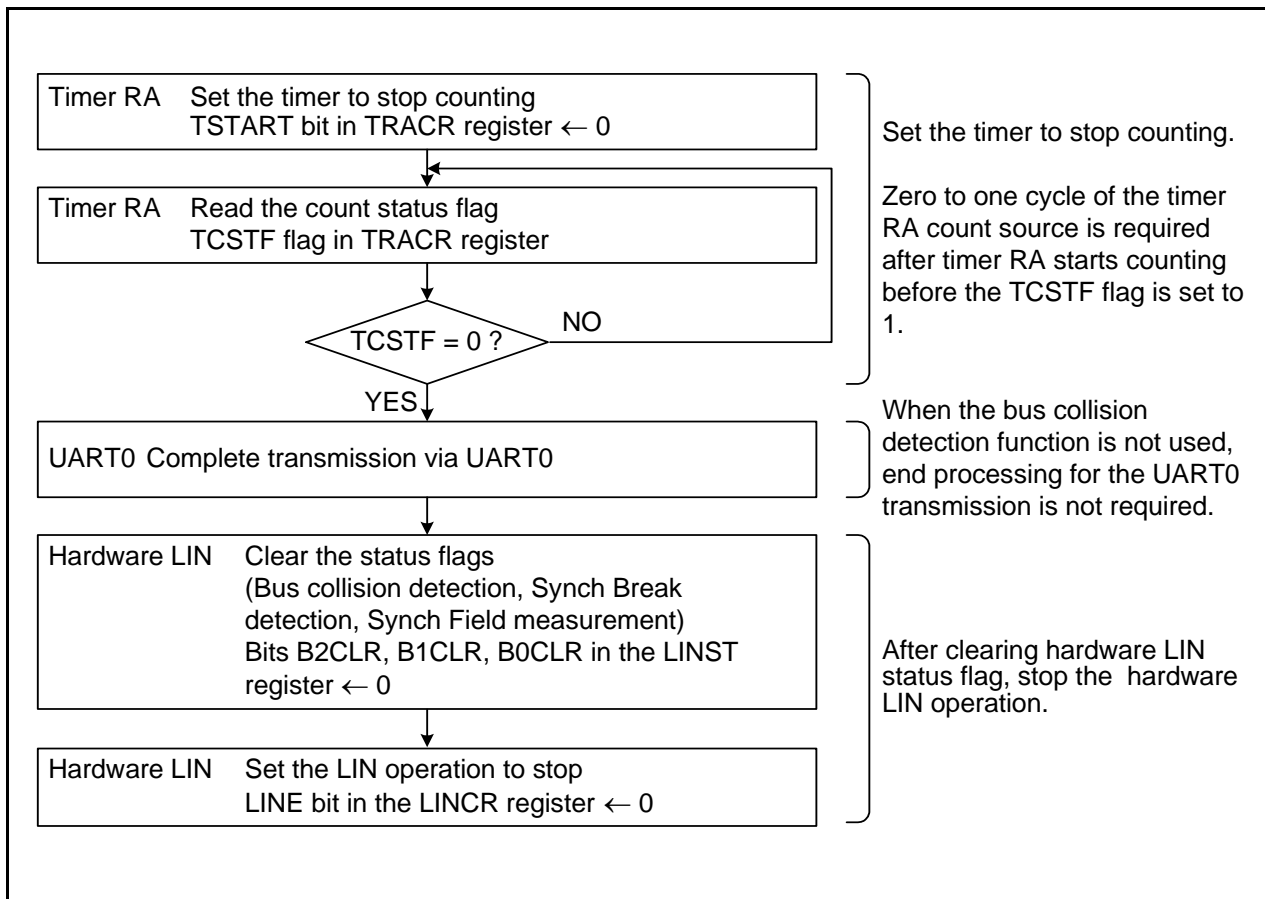 Timer RA Set the timer to stop counting
TSTART bit in TRACR register ← 0
Set the timer to stop counting.
Timer RA Read the count status flag
TCSTF flag in TRACR register
Zero to one cycle of the timer
RA count source is required
after timer RA starts counting
before the TCSTF flag is set to
1.
TCSTF = 0 ?
NO
YES
UART0 Complete transmission via UART0
When the bus collision
detection function is not used,
end processing for the UART0
transmission is not required.
Hardware LIN Clear the status flags
(Bus collision detection, Synch Break
detection, Synch Field measurement)
Bits B2CLR, B1CLR, B0CLR in the LINST
register ← 0
After clearing hardware LIN
status flag, stop the hardware
LIN operation.
Hardware LIN Set the LIN operation to stop
LINE bit in the LINCR register ← 0